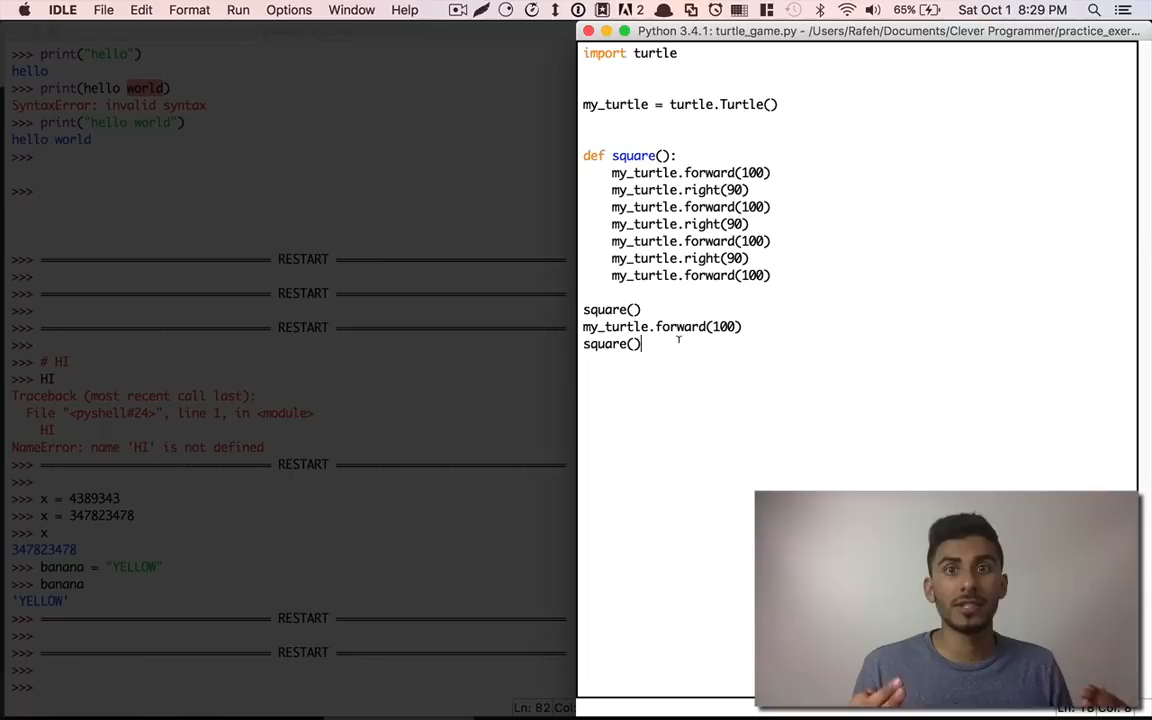 IDLE File Edit Format Run Options Window Help 2 65% Sat Oct 1 8:29 PM
>>> print("hello")
hello
>>> print(hello world)
SyntaxError: invalid syntax
>>> print("hello world")
hello world
>>>
>>>
>>> RESTART
>>>
>>> RESTART
>>>
>>> RESTART
>>>
>>> # HI
>>> HI
Traceback (most recent call last):
File "<pyshell#24>", line 1, in <module>
HI
NameError: name 'HI' is not defined
>>> RESTART
>>>
>>> x = 4389343
>>> x = 347823478
>>> x
347823478
>>> banana = "YELLOW"
>>> banana
'YELLOW'
>>> RESTART
>>>
>>> RESTART
>>>
>>>
Ln: 82 Col:
Python 3.4.1: turtle_game.py - /Users/Rafeh/Documents/Clever Programmer/practice_exer...
import turtle
my_turtle = turtle.Turtle()
def square():
my_turtle.forward(100)
my_turtle.right(90)
my_turtle.forward(100)
my_turtle.right(90)
my_turtle.forward(100)
my_turtle.right(90)
my_turtle.forward(100)
square()
my_turtle.forward(100)
square()